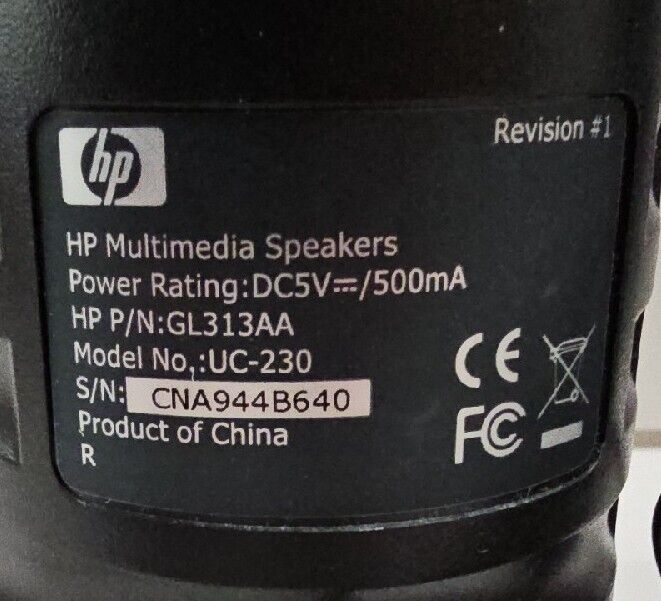 hp
Revision #1
HP Multimedia Speakers
Power Rating:DC5V⎓/500mA
HP P/N:GL313AA
Model No,:UC-230
S/N: CNA944B640
Product of China
R
CE
FC